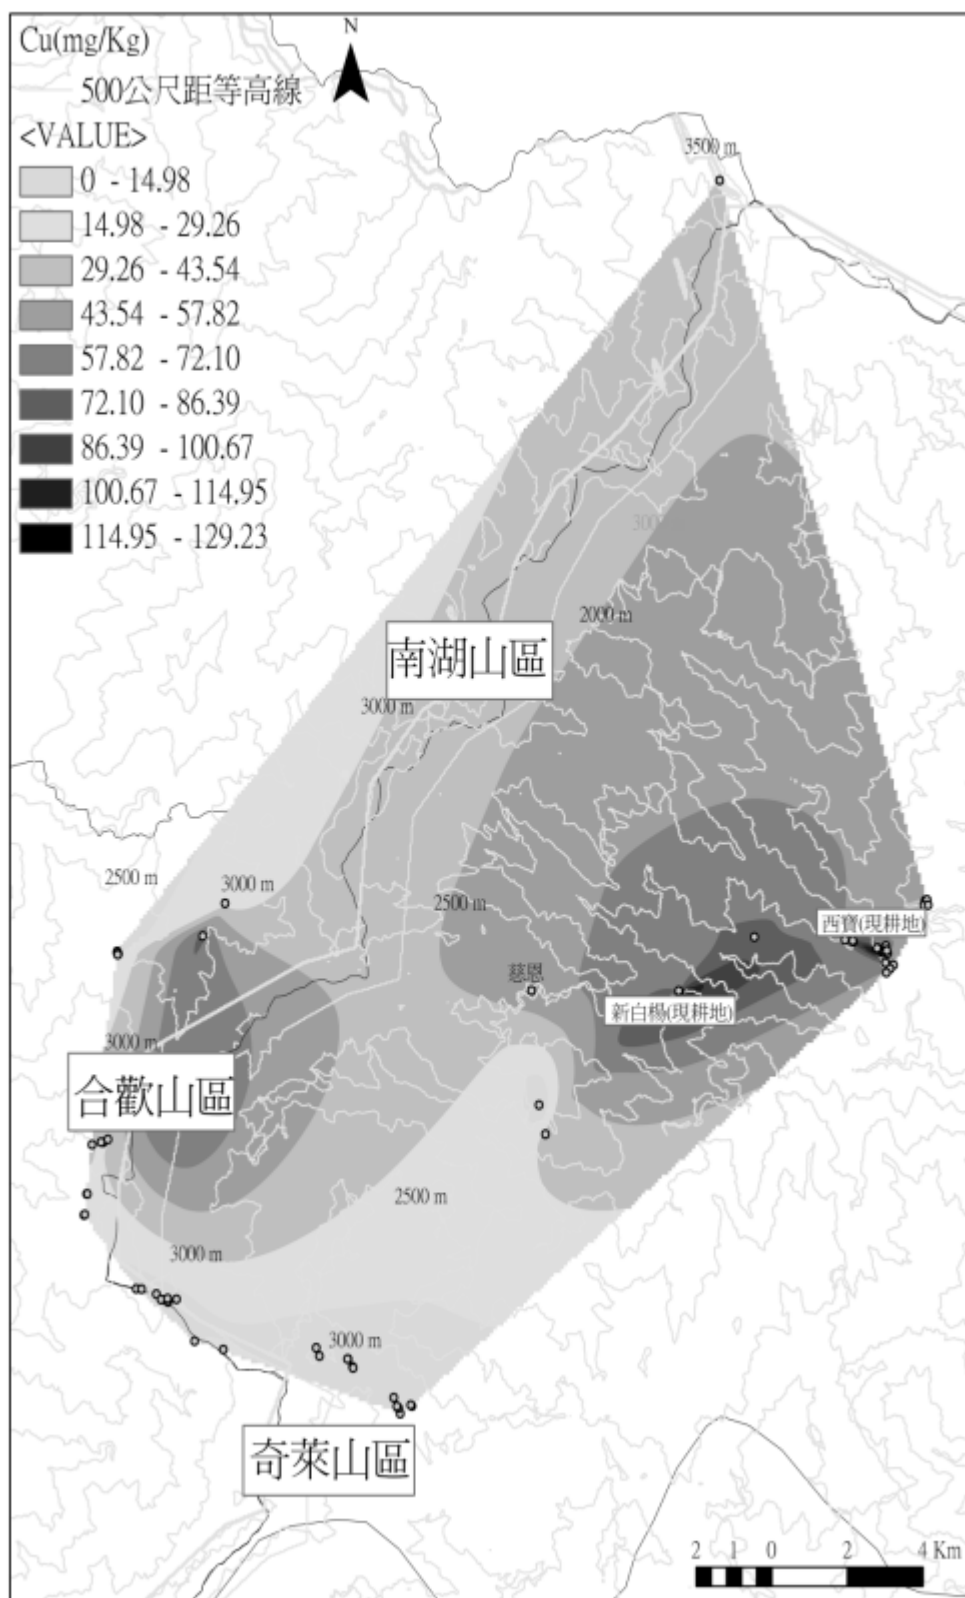 Cu(mg/Kg)
N
500公尺距等高線
<VALUE>
0 - 14.98
14.98 - 29.26
29.26 - 43.54
43.54 - 57.82
57.82 - 72.10
72.10 - 86.39
86.39 - 100.67
100.67 - 114.95
114.95 - 129.23
3500 m
2000 m
南湖山區
3000 m
2500 m
3000 m
2500 m
西寶(現耕地)
慈恩
新白楊(現耕地)
3000 m
合歡山區
2500 m
3000 m
3000 m
奇萊山區
2 1 0 2 4 Km